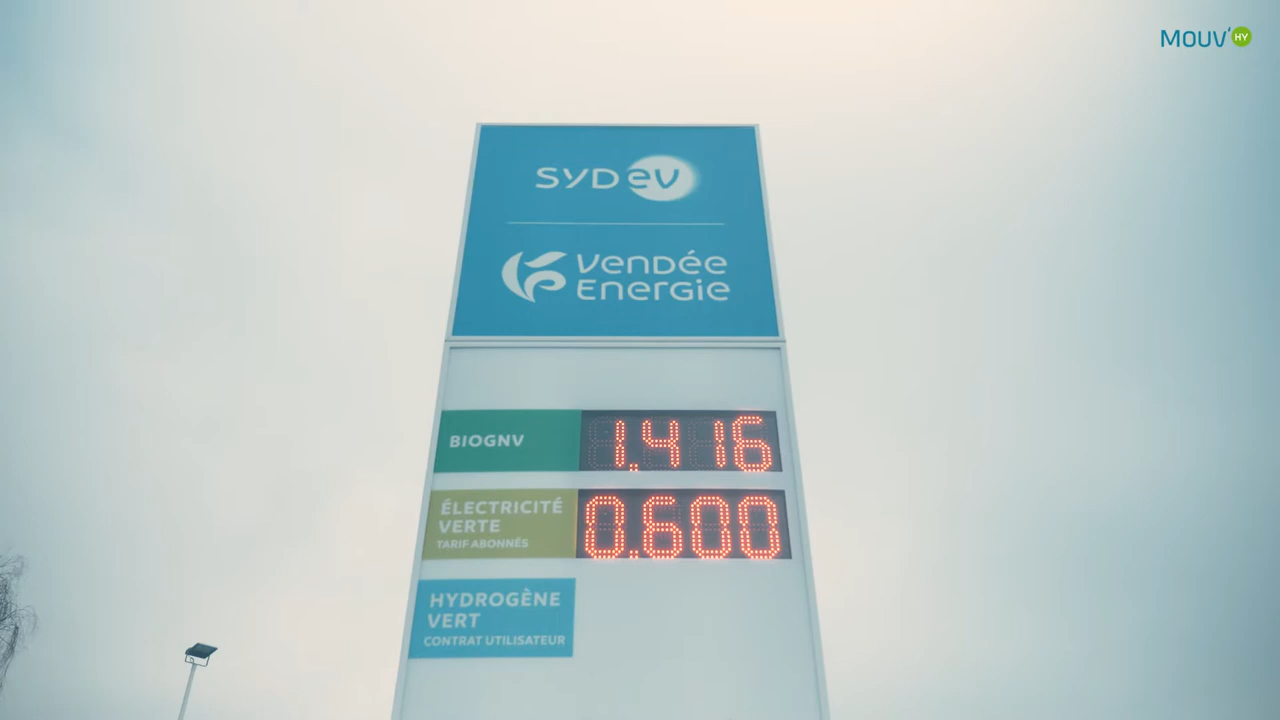 MOUV'HY
SYDEV
VENDÉE
ENERGIE
BIOGNV
1.416
ÉLECTRICITÉ
VERTE
TARIF ABONNÉS
0.600
HYDROGÈNE
VERT
CONTRAT UTILISATEUR